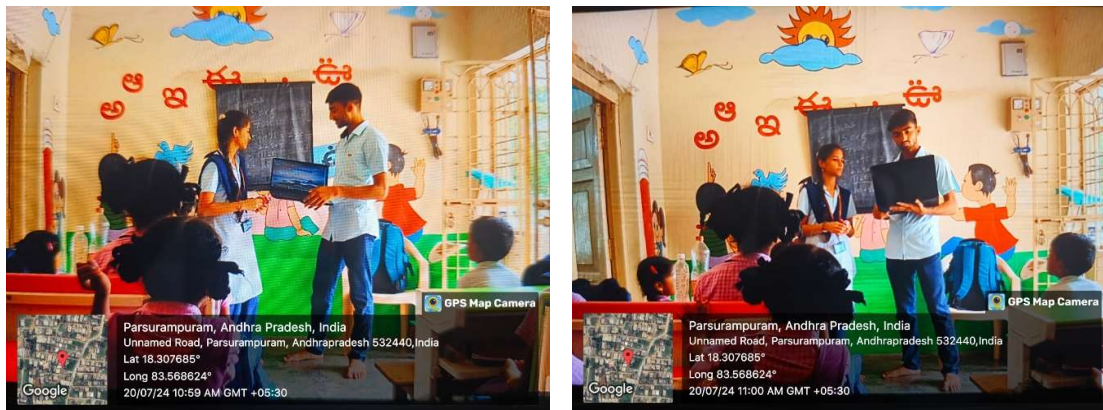 అ
ఆ
ఇ
ఈ
ఊ
GPS Map Camera
Google
Parsurampuram, Andhra Pradesh, India
Unnamed Road, Parsurampuram, Andhrapradesh 532440,India
Lat 18.307685°
Long 83.568624°
20/07/24 10:59 AM GMT +05:30
అ
ఆ
ఇ
ఈ
ఊ
GPS Map Camera
Google
Parsurampuram, Andhra Pradesh, India
Unnamed Road, Parsurampuram, Andhrapradesh 532440,India
Lat 18.307685°
Long 83.568624°
20/07/24 11:00 AM GMT +05:30